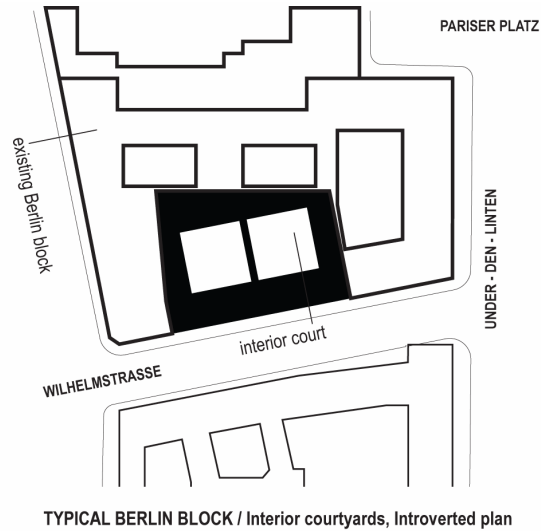 PARISER PLATZ
existing Berlin block
UNDER - DEN - LINTEN
interior court
WILHELMSTRASSE
TYPICAL BERLIN BLOCK / Interior courtyards, Introverted plan